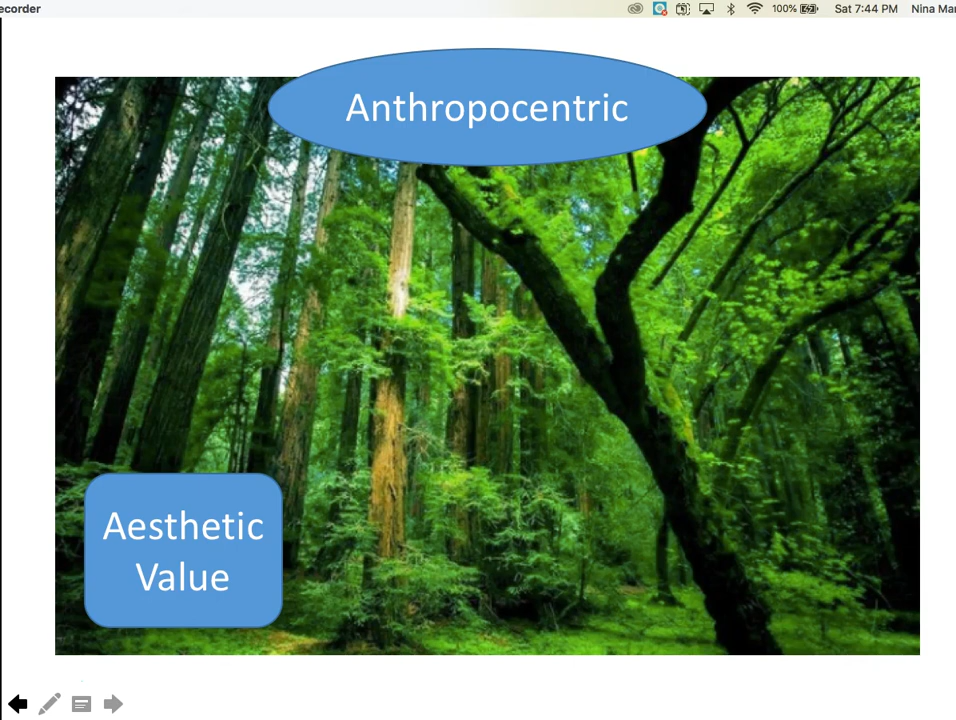 ecorder
100%
Sat 7:44 PM
Nina Mar
Anthropocentric
Aesthetic
Value